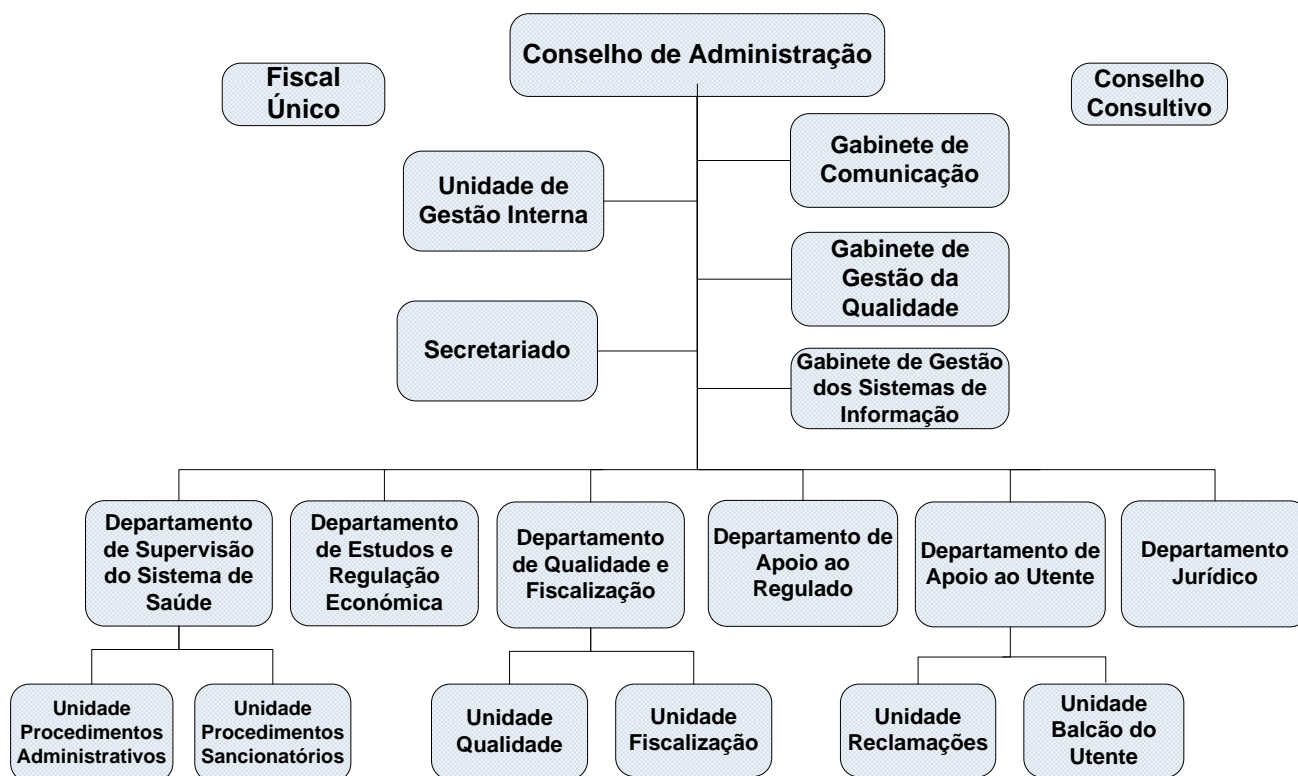 Conselho de Administração
Fiscal
Único
Conselho
Consultivo
Gabinete de
Comunicação
Unidade de
Gestão Interna
Gabinete de
Gestão da
Qualidade
Secretariado
Gabinete de Gestão
dos Sistemas de
Informação
Departamento
de Supervisão
do Sistema de
Saúde
Departamento
de Estudos e
Regulação
Económica
Departamento
de Qualidade e
Fiscalização
Departamento de
Apoio ao
Regulado
Departamento de
Apoio ao Utente
Departamento
Jurídico
Unidade
Procedimentos
Administrativos
Unidade
Procedimentos
Sancionatórios
Unidade
Qualidade
Unidade
Fiscalização
Unidade
Reclamações
Unidade
Balcão do
Utente